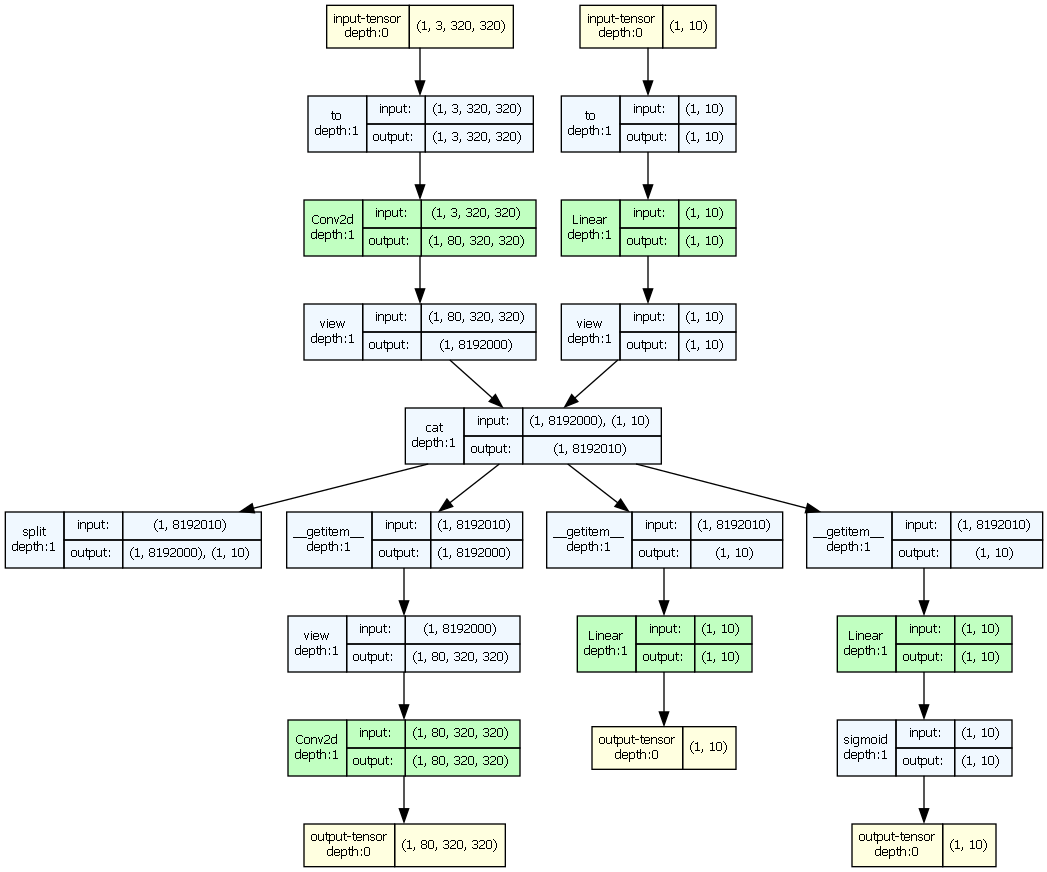 input-tensor
depth:0
(1, 3, 320, 320)
input-tensor
depth:0
(1, 10)
to
depth:1
input:
(1, 3, 320, 320)
output:
(1, 3, 320, 320)
to
depth:1
input:
(1, 10)
output:
(1, 10)
Conv2d
depth:1
input:
(1, 3, 320, 320)
output:
(1, 80, 320, 320)
Linear
depth:1
input:
(1, 10)
output:
(1, 10)
view
depth:1
input:
(1, 80, 320, 320)
output:
(1, 8192000)
view
depth:1
input:
(1, 10)
output:
(1, 10)
cat
depth:1
input:
(1, 8192000), (1, 10)
output:
(1, 8192010)
split
depth:1
input:
(1, 8192010)
output:
(1, 8192000), (1, 10)
__getitem__
depth:1
input:
(1, 8192010)
output:
(1, 8192000)
__getitem__
depth:1
input:
(1, 8192010)
output:
(1, 10)
__getitem__
depth:1
input:
(1, 8192010)
output:
(1, 10)
view
depth:1
input:
(1, 8192000)
output:
(1, 80, 320, 320)
Linear
depth:1
input:
(1, 10)
output:
(1, 10)
Linear
depth:1
input:
(1, 10)
output:
(1, 10)
Conv2d
depth:1
input:
(1, 80, 320, 320)
output:
(1, 80, 320, 320)
output-tensor
depth:0
(1, 10)
sigmoid
depth:1
input:
(1, 10)
output:
(1, 10)
output-tensor
depth:0
(1, 80, 320, 320)
output-tensor
depth:0
(1, 10)